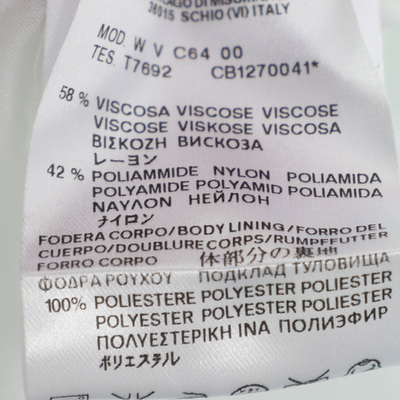 36015 SCHIO (VI) ITALY
MOD. W V C64 00
TES. T7692 CB1270041*
58 % VISCOSA VISCOSE VISCOSE
VISCOSE VISKOSE VISCOSA
ΒΙΣΚΟΖΗ ВИСКОЗА
レーヨン
42 % POLIAMMIDE NYLON POLIAMIDA
POLYAMIDE POLYAMID POLIAMIDA
ΝΑΥΛΟΝ НЕЙЛОН
ナイロン
FODERA CORPO/BODY LINING/FORRO DEL
CUERPO/DOUBLURE CORPS/RUMPFFUTTER
FORRO CORPO 体部分の裏地
ΦΟΔΡΑ ΡΟΥΧΟΥ ПОДКЛАД ТУЛОВИЩА
100% POLIESTERE POLYESTER POLIESTER
POLYESTER POLYESTER POLIESTER
ΠΟΛΥΕΣΤΕΡΙΚΗ ΙΝΑ ПОЛИЭФИР
ポリエステル